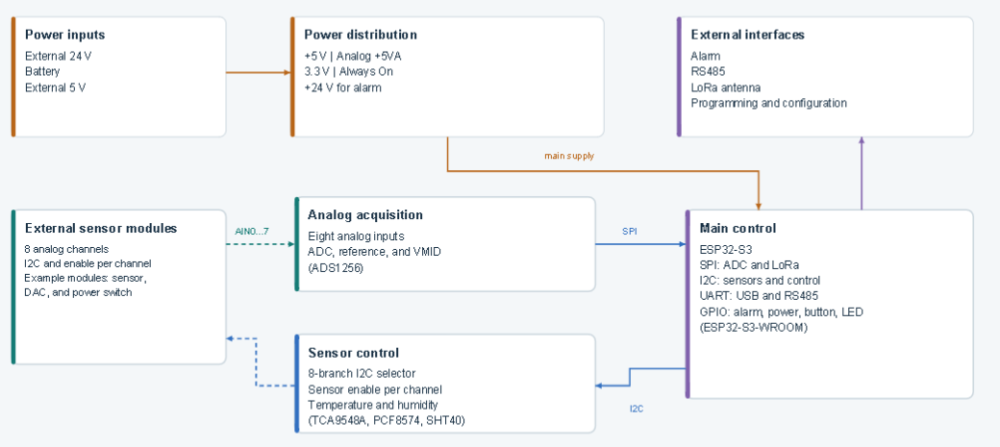 Power inputs
External 24 V
Battery
External 5 V
Power distribution
+5 V | Analog +5VA
3.3 V | Always On
+24 V for alarm
External interfaces
Alarm
RS485
LoRa antenna
Programming and configuration
main supply
External sensor modules
8 analog channels
I2C and enable per channel
Example modules: sensor,
DAC, and power switch
AIN0...7
Analog acquisition
Eight analog inputs
ADC, reference, and VMID
(ADS1256)
SPI
Main control
ESP32-S3
SPI: ADC and LoRa
I2C: sensors and control
UART: USB and RS485
GPIO: alarm, power, button, LED
(ESP32-S3-WROOM)
Sensor control
8-branch I2C selector
Sensor enable per channel
Temperature and humidity
(TCA9548A, PCF8574, SHT40)
I2C